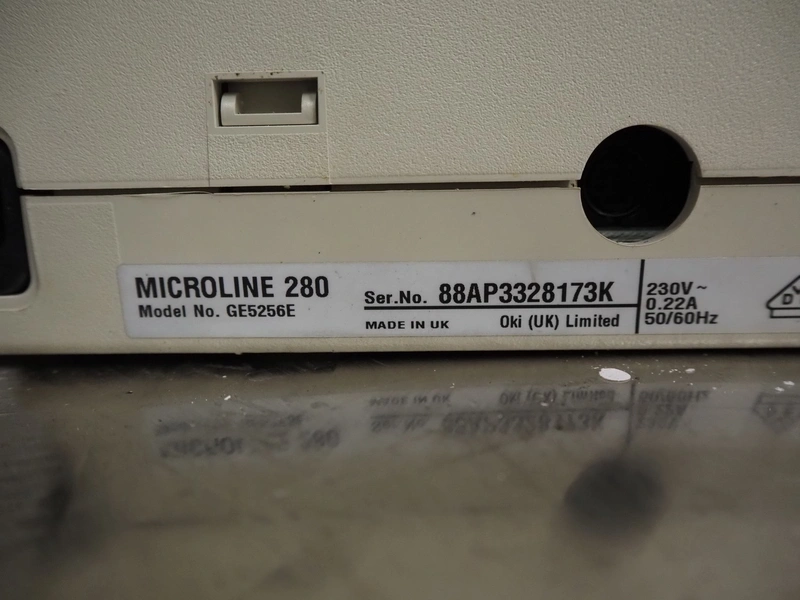 MICROLINE 280
Model No. GE5256E
Ser.No. 88AP3328173K
MADE IN UK Oki (UK) Limited
230V~
0.22A
50/60Hz